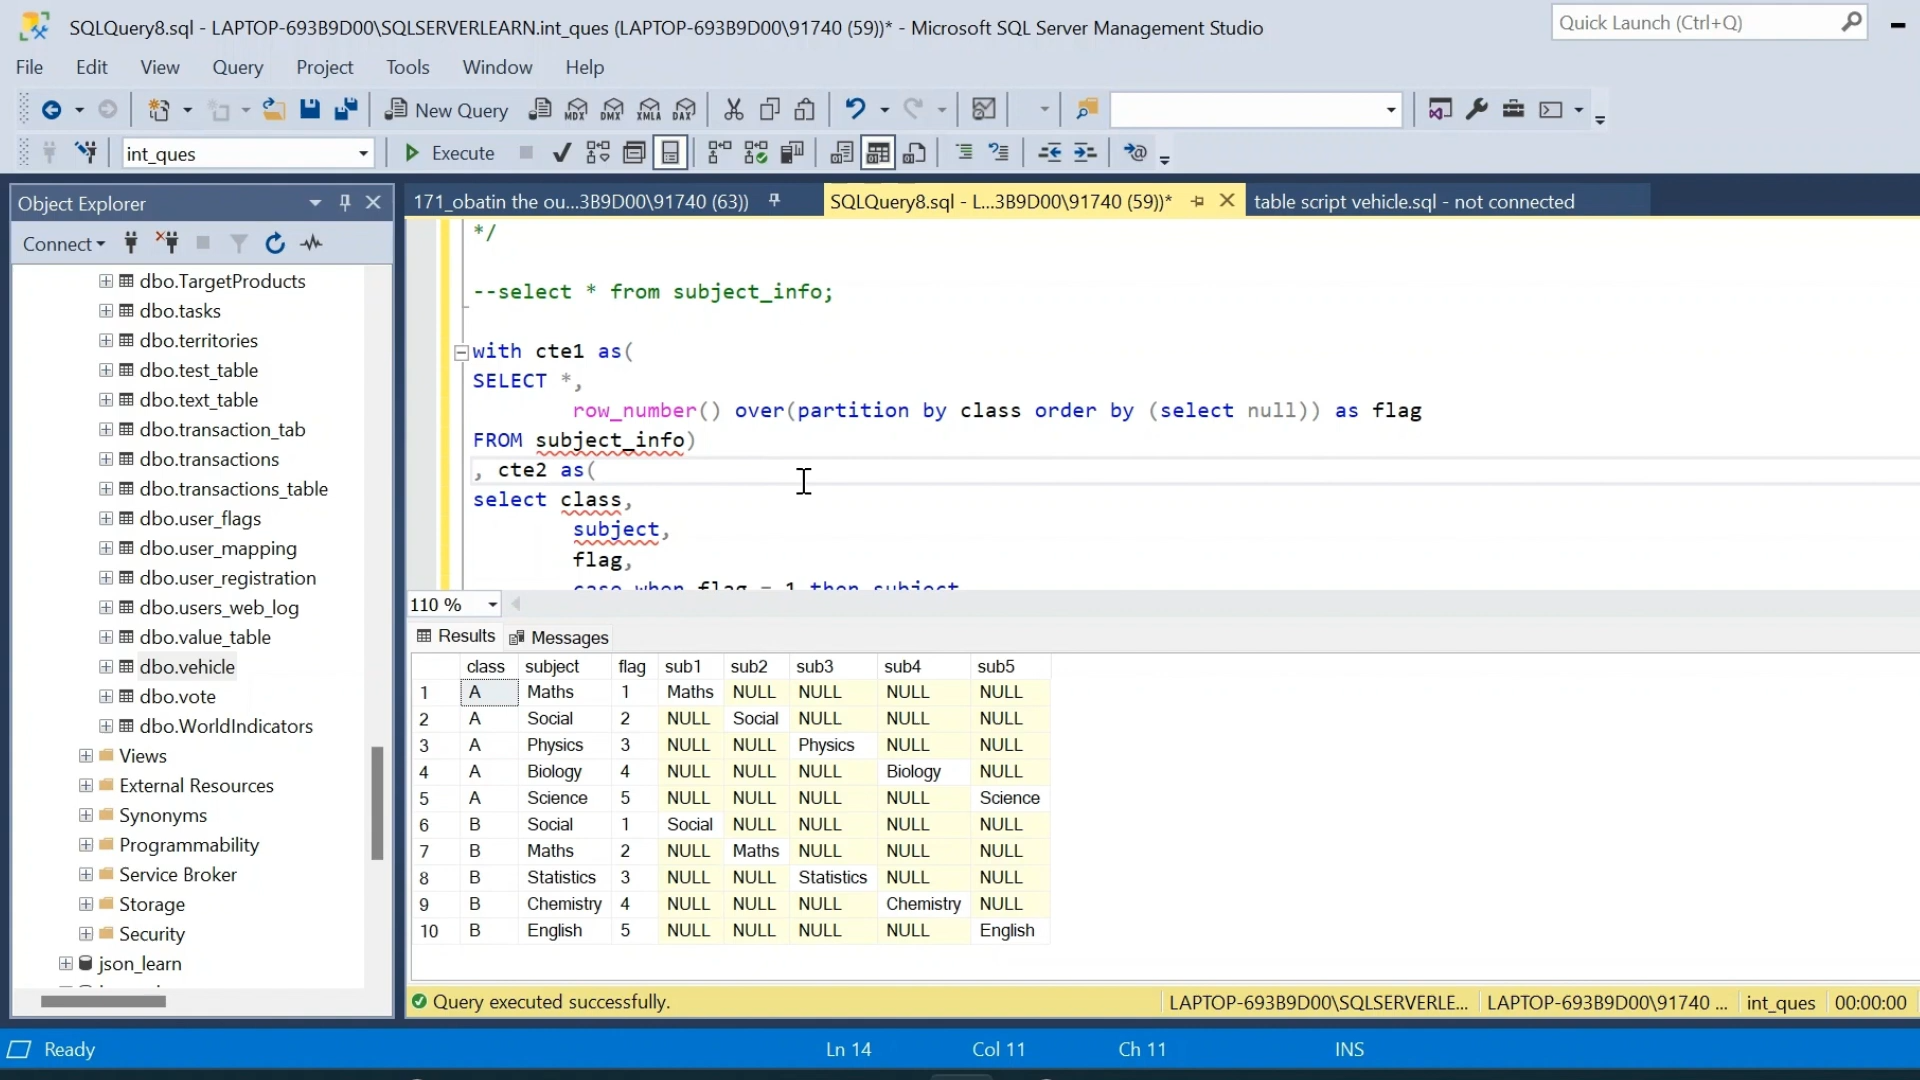 SQLQuery8.sql - LAPTOP-693B9D00\SQLSERVERLEARN.int_ques (LAPTOP-693B9D00\91740 (59))* - Microsoft SQL Server Management Studio
Quick Launch (Ctrl+Q)
File Edit View Query Project Tools Window Help
New Query MDX DMX XMLA DAX
int_ques Execute
Object Explorer
171_obatin the ou...3B9D00\91740 (63)) SQLQuery8.sql - L...3B9D00\91740 (59))* table script vehicle.sql - not connected
Connect
dbo.TargetProducts
dbo.tasks
dbo.territories
dbo.test_table
dbo.text_table
dbo.transaction_tab
dbo.transactions
dbo.transactions_table
dbo.user_flags
dbo.user_mapping
dbo.user_registration
dbo.users_web_log
dbo.value_table
dbo.vehicle
dbo.vote
dbo.WorldIndicators
Views
External Resources
Synonyms
Programmability
Service Broker
Storage
Security
json_learn
*/
--select * from subject_info;
with cte1 as(
SELECT *,
row_number() over(partition by class order by (select null)) as flag
FROM subject_info)
, cte2 as(
select class,
subject,
flag,
case when flag = 1 then subject
110 %
Results Messages
class subject flag sub1 sub2 sub3 sub4 sub5
1 A Maths 1 Maths NULL NULL NULL NULL
2 A Social 2 NULL Social NULL NULL NULL
3 A Physics 3 NULL NULL Physics NULL NULL
4 A Biology 4 NULL NULL NULL Biology NULL
5 A Science 5 NULL NULL NULL NULL Science
6 B Social 1 Social NULL NULL NULL NULL
7 B Maths 2 NULL Maths NULL NULL NULL
8 B Statistics 3 NULL NULL Statistics NULL NULL
9 B Chemistry 4 NULL NULL NULL Chemistry NULL
10 B English 5 NULL NULL NULL NULL English
Query executed successfully. LAPTOP-693B9D00\SQLSERVERLE... LAPTOP-693B9D00\91740 ... int_ques 00:00:00
Ready Ln 14 Col 11 Ch 11 INS